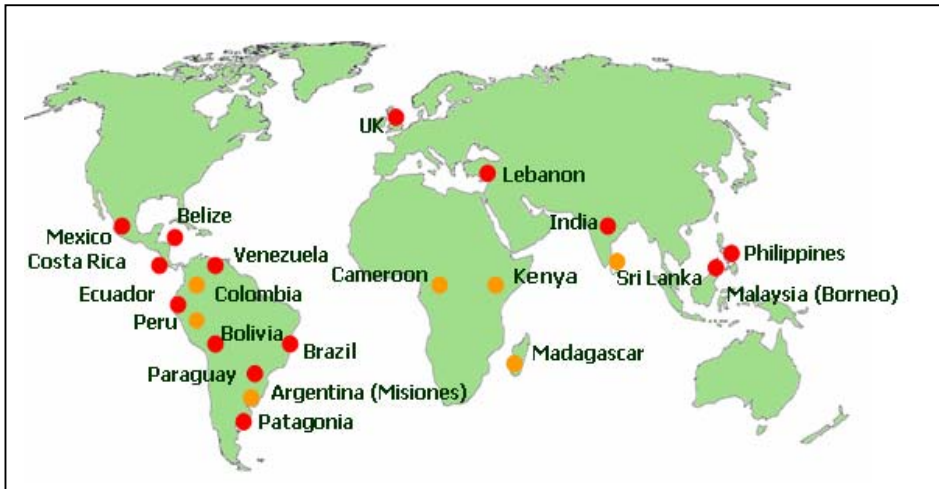 UK
Lebanon
Belize
India
Mexico
Costa Rica
Venezuela
Philippines
Cameroon
Kenya
Sri Lanka
Ecuador
Colombia
Malaysia (Borneo)
Peru
Bolivia
Brazil
Madagascar
Paraguay
Argentina (Misiones)
Patagonia